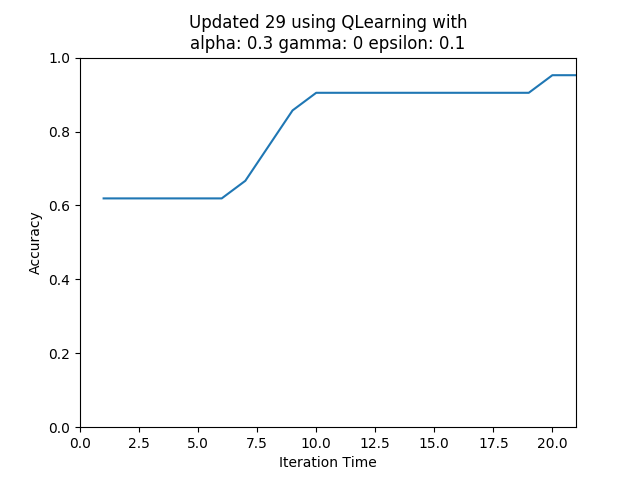 Updated 29 using QLearning with
alpha: 0.3 gamma: 0 epsilon: 0.1
1.0
0.8
0.6
0.4
0.2
0.0
Accuracy
0.0 2.5 5.0 7.5 10.0 12.5 15.0 17.5 20.0
Iteration Time